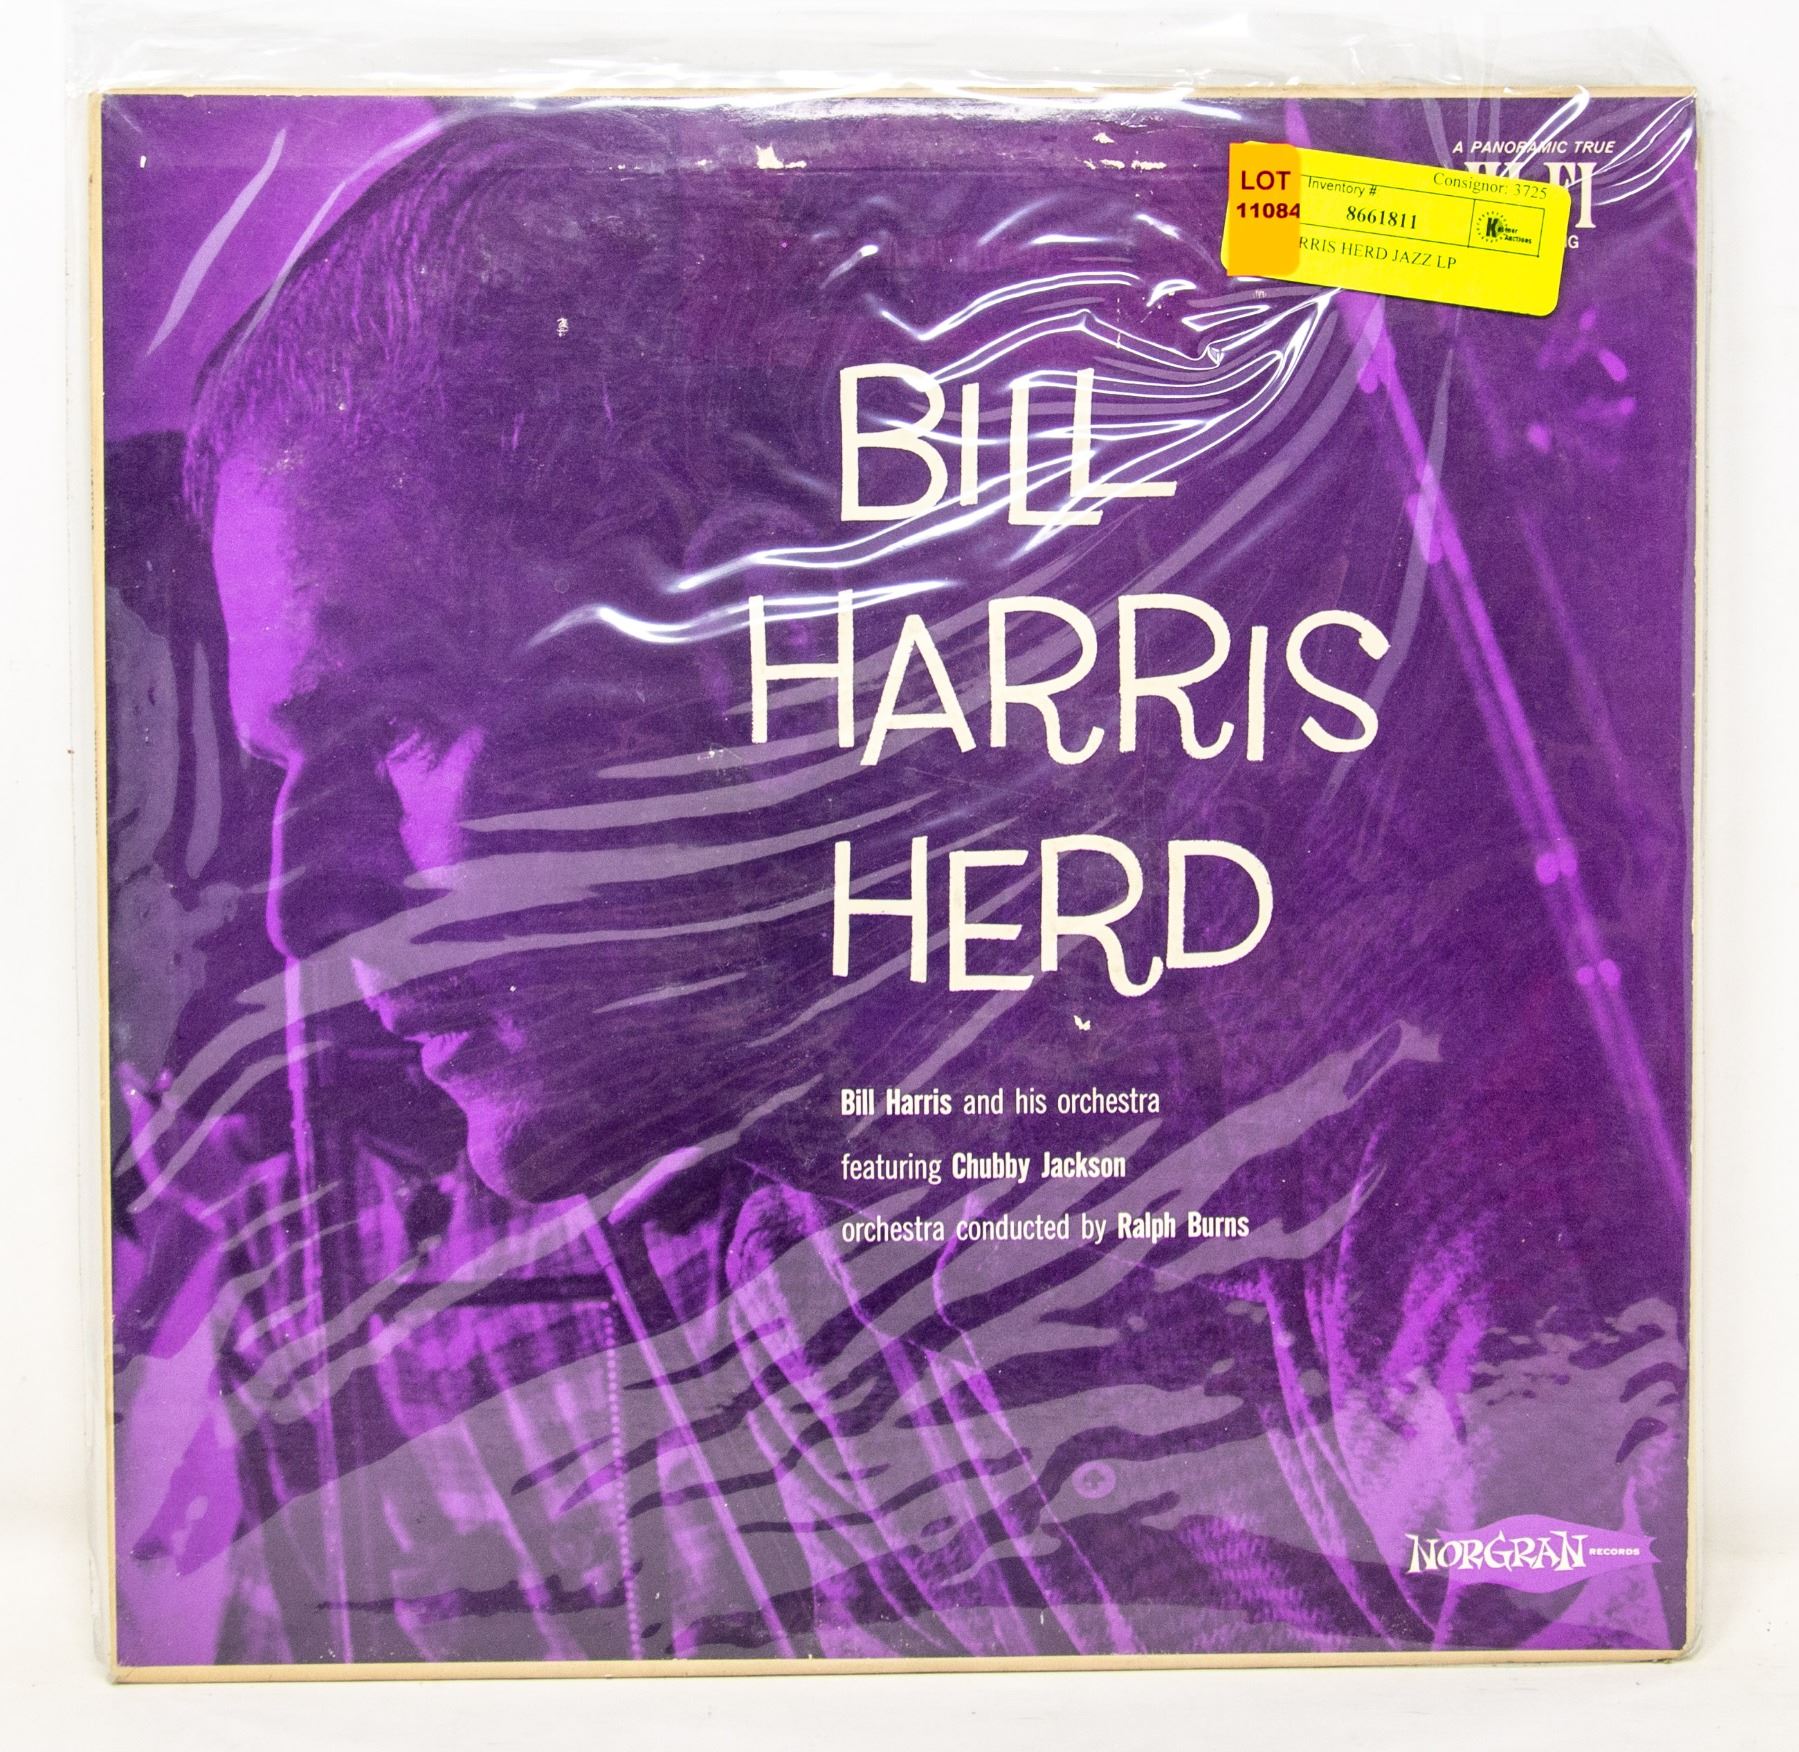 A PANORAMIC TRUE
LOT
11084
Consignor: 3725
Inventory #
8661811
HERD JAZZ LP
BILL
HARRIS
HERD
Bill Harris and his orchestra
featuring Chubby Jackson
orchestra conducted by Ralph Burns
NORGRAN RECORDS